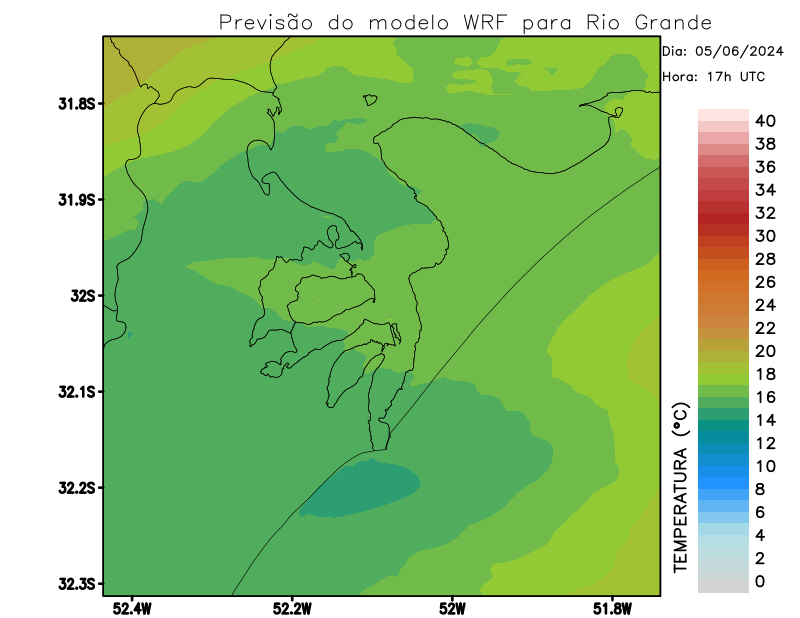 Previsão do modelo WRF para Rio Grande
Dia: 05/06/2024
Hora: 17h UTC
31.8S
31.9S
32S
32.1S
32.2S
32.3S
52.4W
52.2W
52W
51.8W
TEMPERATURA (°C)
40
38
36
34
32
30
28
26
24
22
20
18
16
14
12
10
8
6
4
2
0